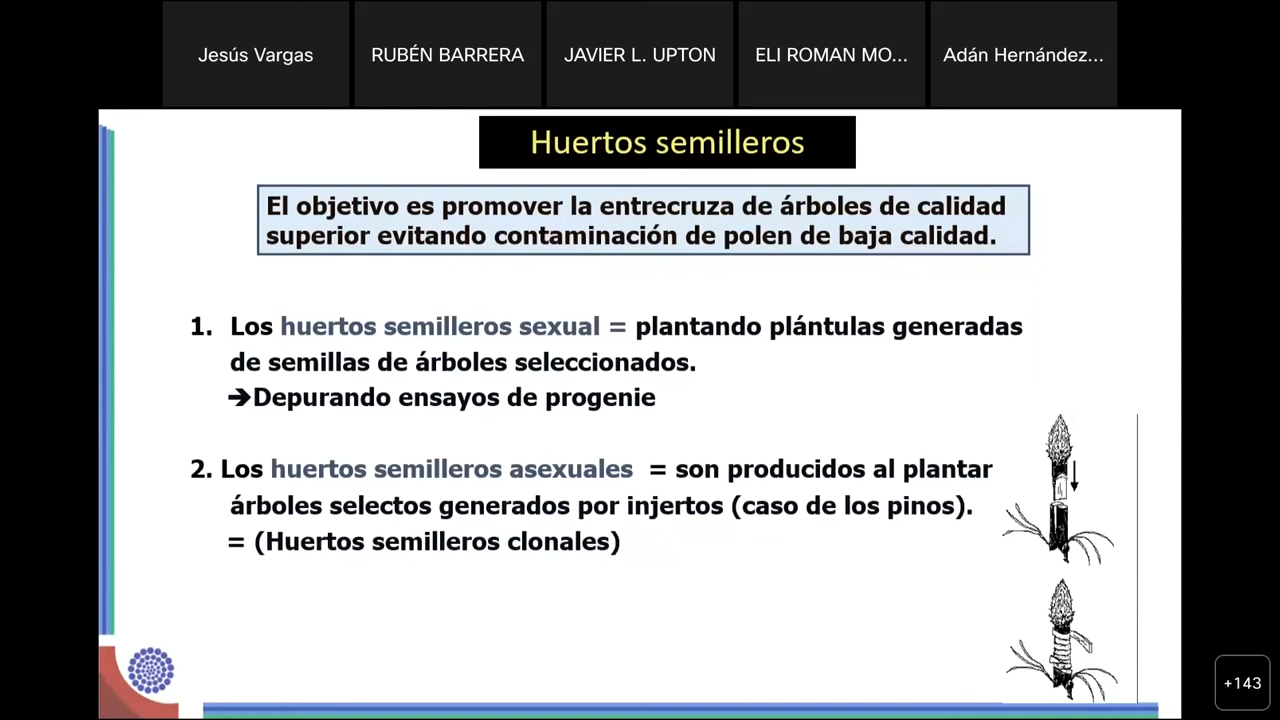 Jesús Vargas
RUBÉN BARRERA
JAVIER L. UPTON
ELI ROMAN MO...
Adán Hernández...
Huertos semilleros
El objetivo es promover la entrecruza de árboles de calidad
superior evitando contaminación de polen de baja calidad.
1. Los huertos semilleros sexual = plantando plántulas generadas
de semillas de árboles seleccionados.
➔Depurando ensayos de progenie
2. Los huertos semilleros asexuales = son producidos al plantar
árboles selectos generados por injertos (caso de los pinos).
= (Huertos semilleros clonales)
+143